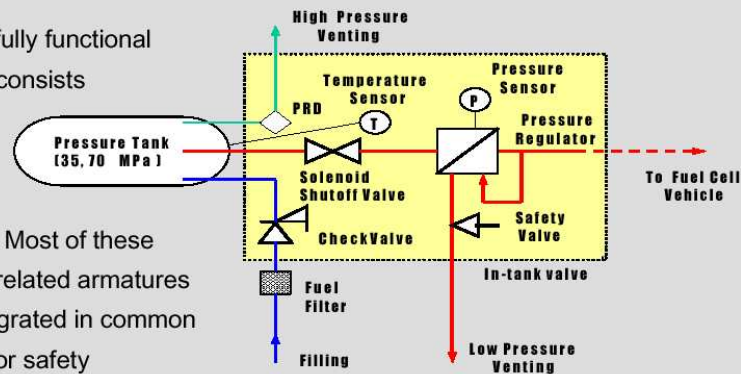 fully functional
consists
Most of these
related armatures
grated in common
or safety
High Pressure
Venting
Temperature
Sensor
Pressure
Sensor
PRD
T
P
Pressure
Regulator
Pressure Tank
(35, 70 MPa)
Solenoid
Shutoff Valve
To Fuel Cell
Vehicle
Safety
Valve
CheckValve
In-tank valve
Fuel
Filter
Filling
Low Pressure
Venting